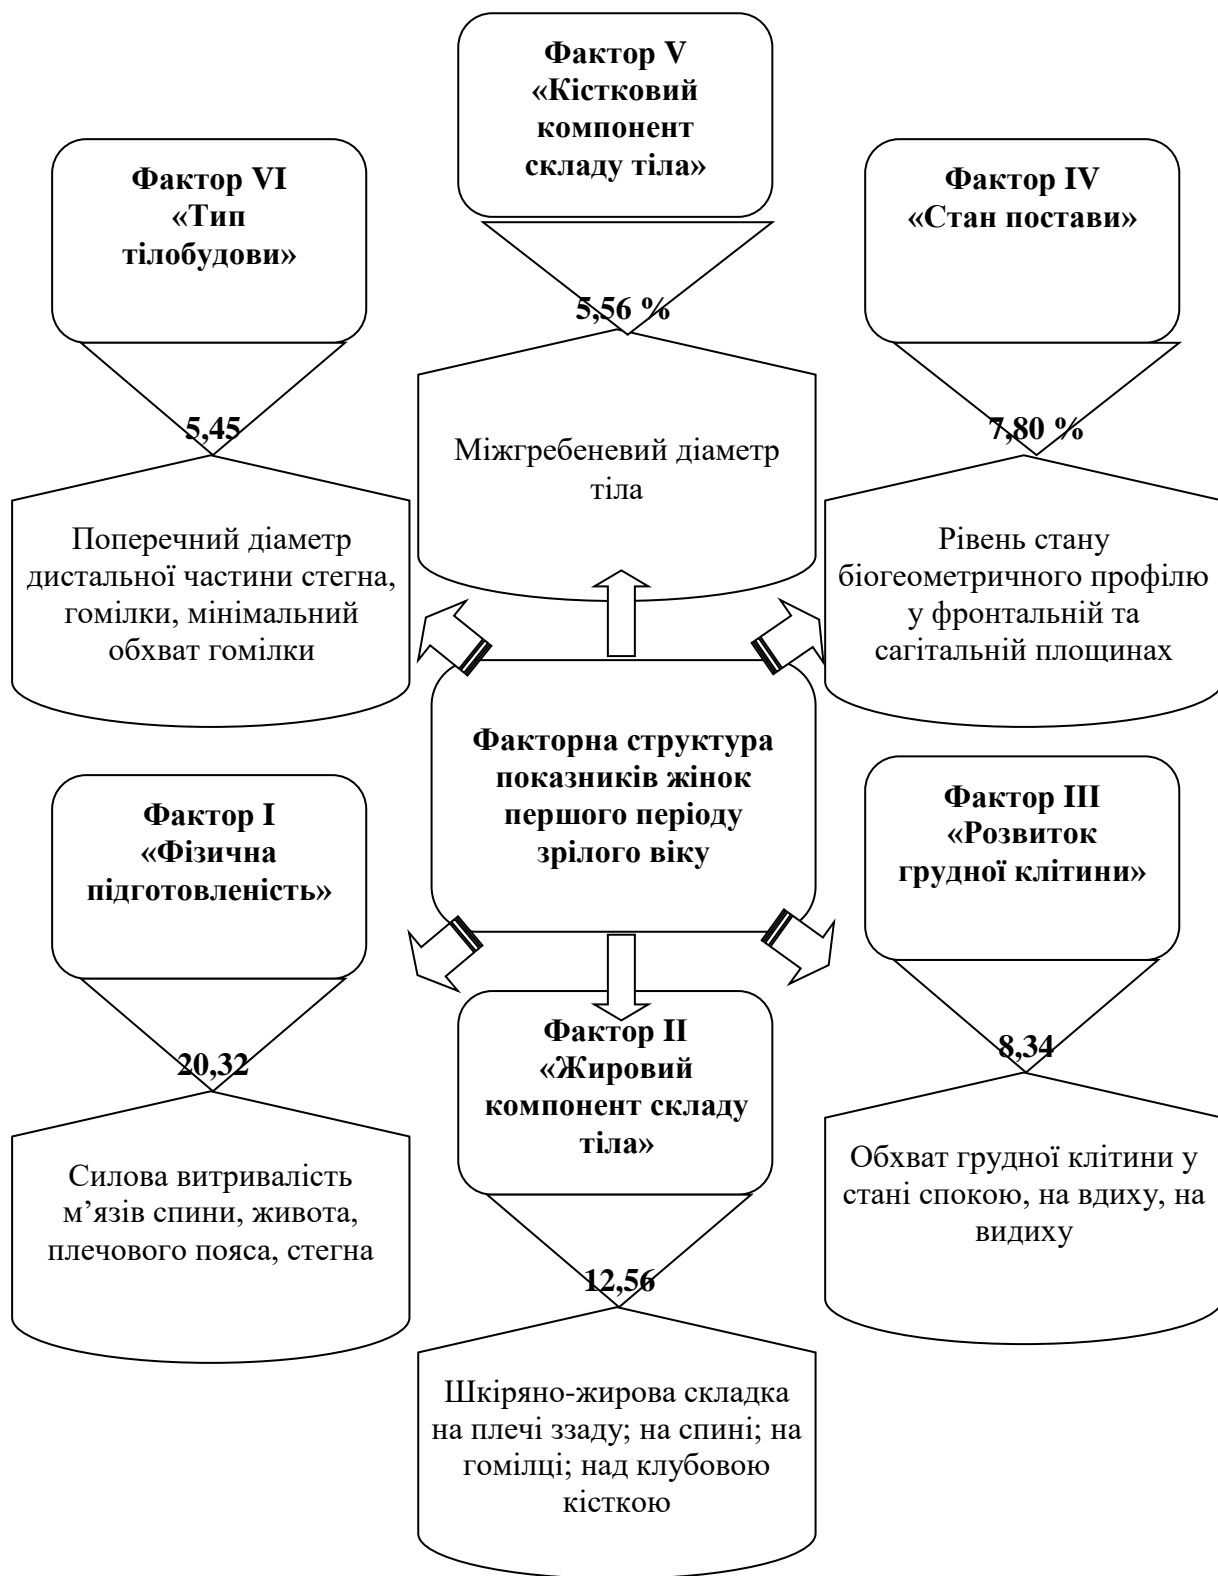 Фактор V
«Кістковий
компонент
складу тіла»
5,56 %
Міжгребеневий діаметр
тіла
Фактор VI
«Тип
тілобудови»
5,45
Поперечний діаметр
дистальної частини стегна,
гомілки, мінімальний
обхват гомілки
Фактор IV
«Стан постави»
7,80 %
Рівень стану
біогеометричного профілю
у фронтальній та
сагітальній площинах
Факторна структура
показників жінок
першого періоду
зрілого віку
Фактор I
«Фізична
підготовленість»
20,32
Силова витривалість
м’язів спини, живота,
плечового пояса, стегна
Фактор II
«Жировий
компонент складу
тіла»
12,56
Шкіряно-жирова складка
на плечі ззаду; на спині; на
гомілці; над клубовою
кісткою
Фактор III
«Розвиток
грудної клітини»
8,34
Обхват грудної клітини у
стані спокою, на вдиху, на
видиху